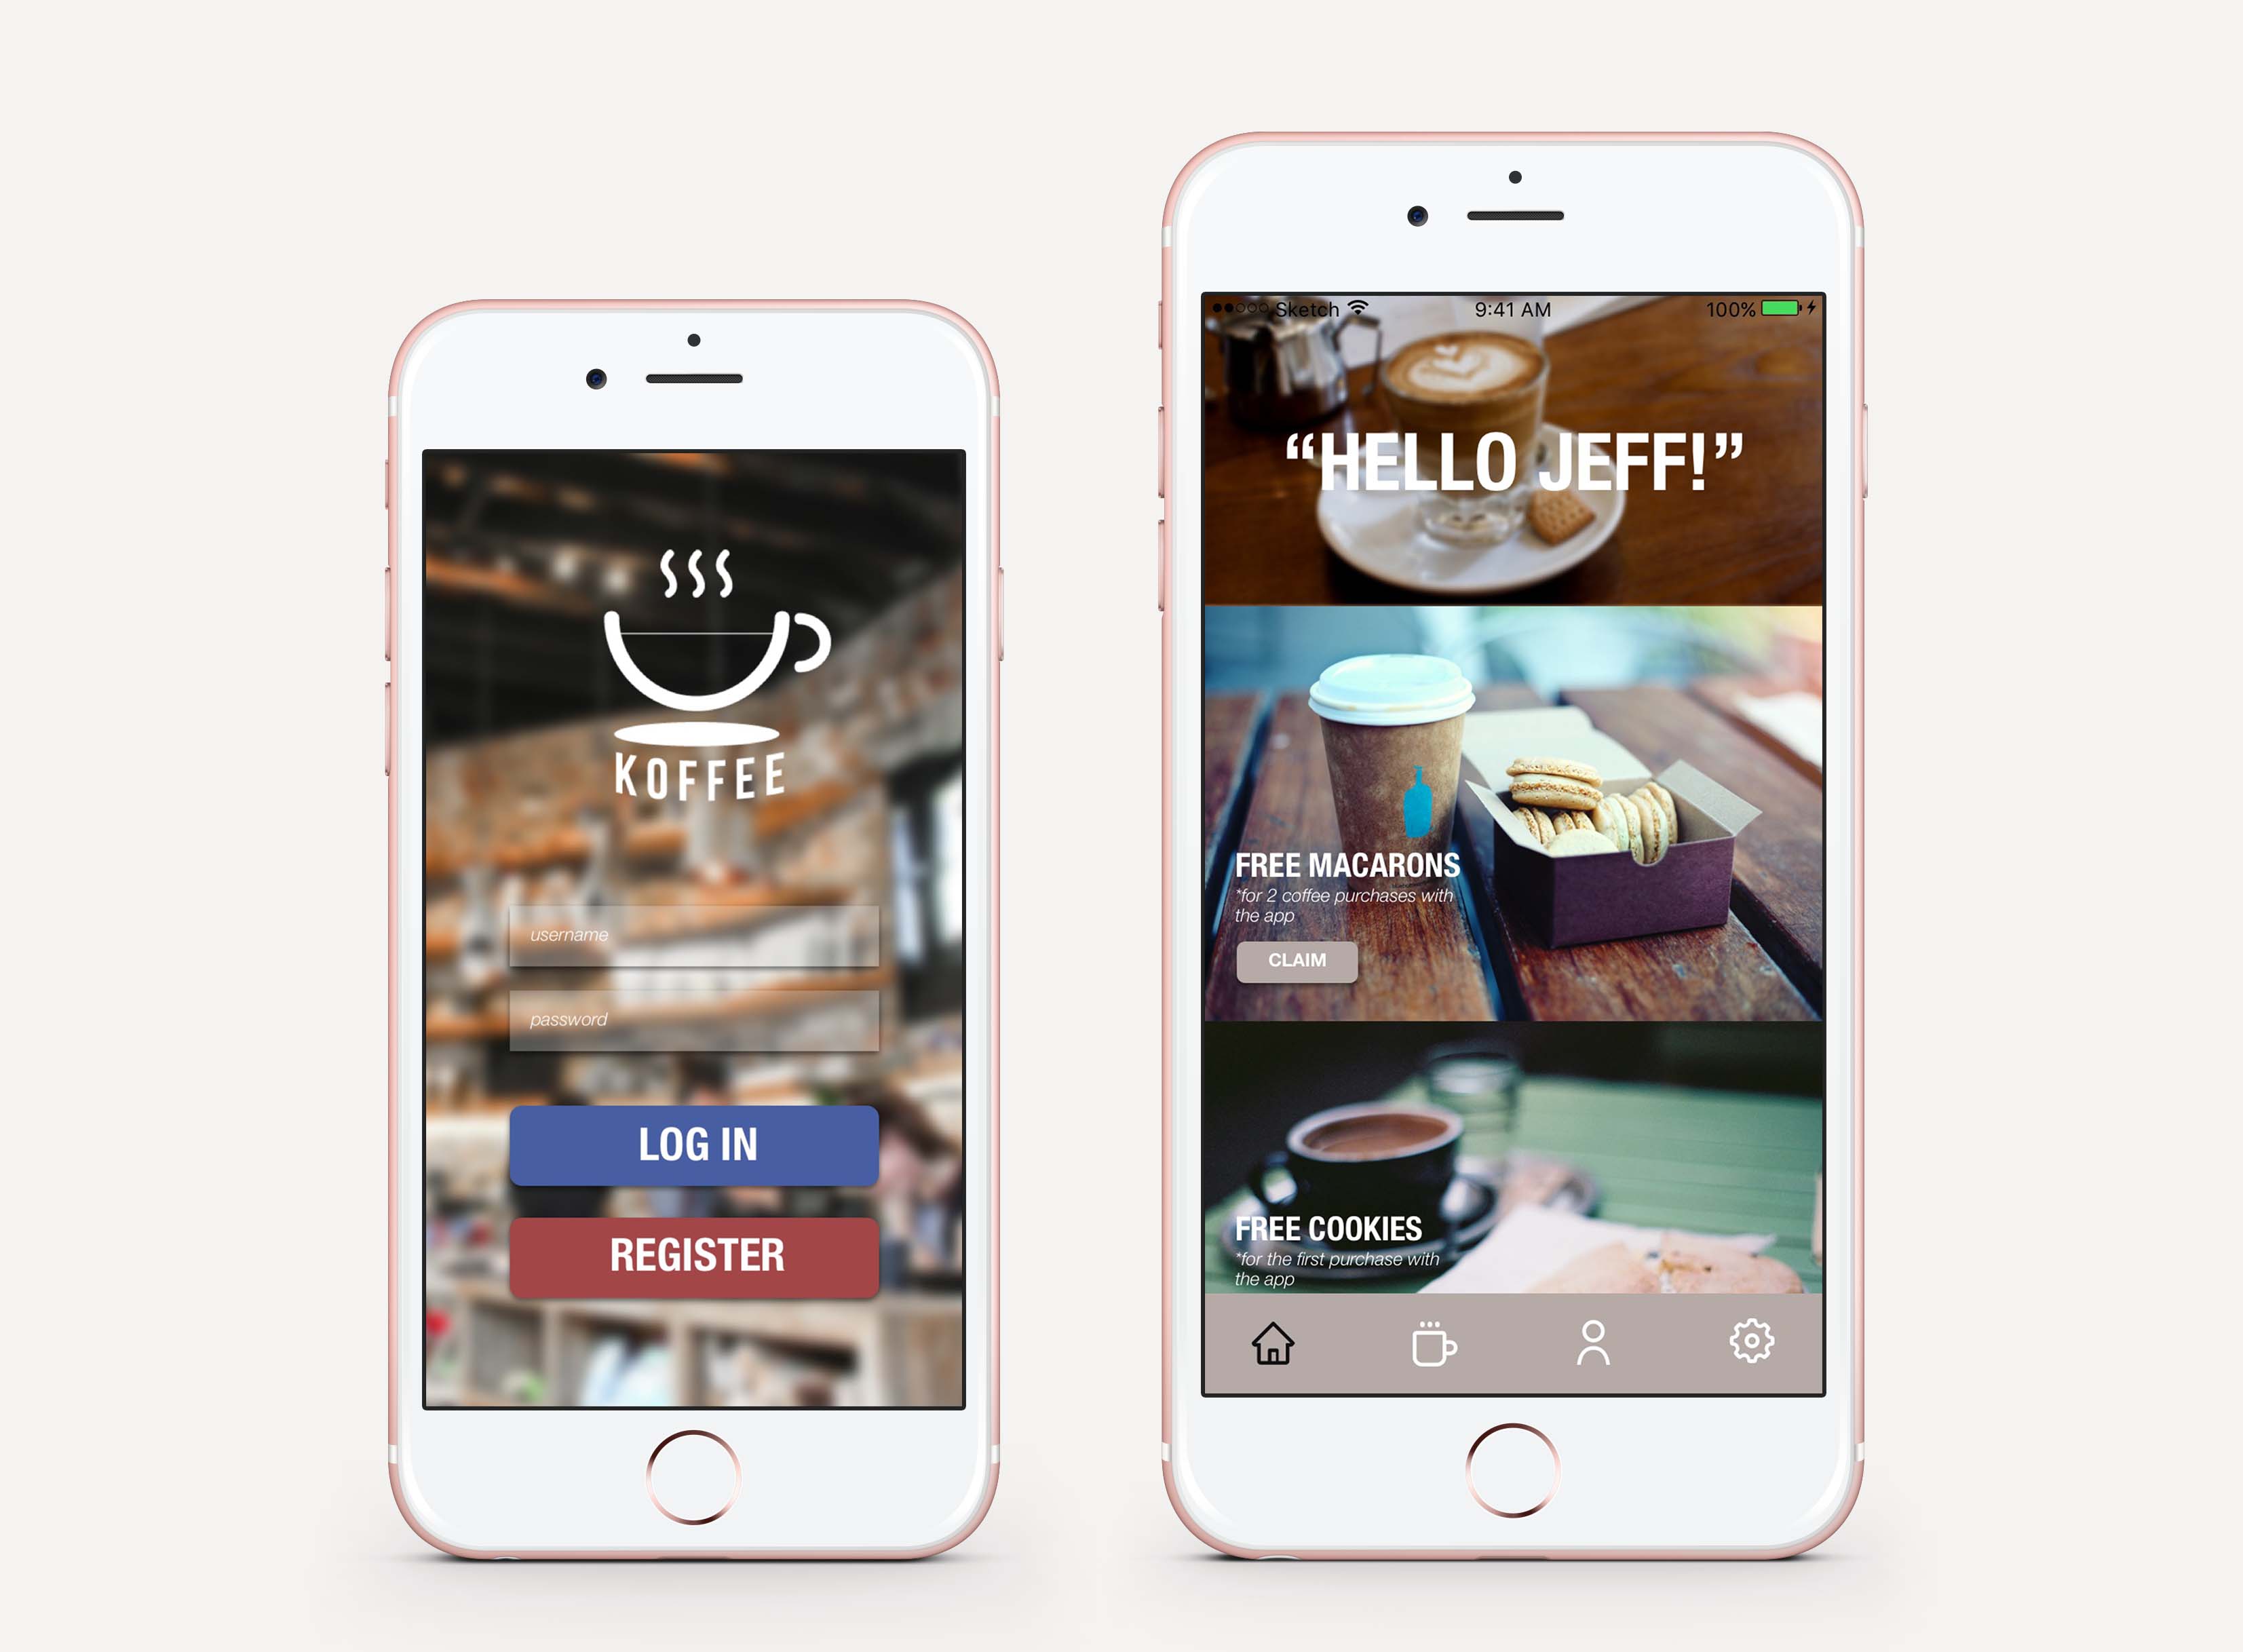 KOFFEE
username
password
LOG IN
REGISTER
Sketch 9:41 AM 100%
“HELLO JEFF!”
FREE MACARONS
*for 2 coffee purchases with
the app
CLAIM
FREE COOKIES
*for the first purchase with
the app